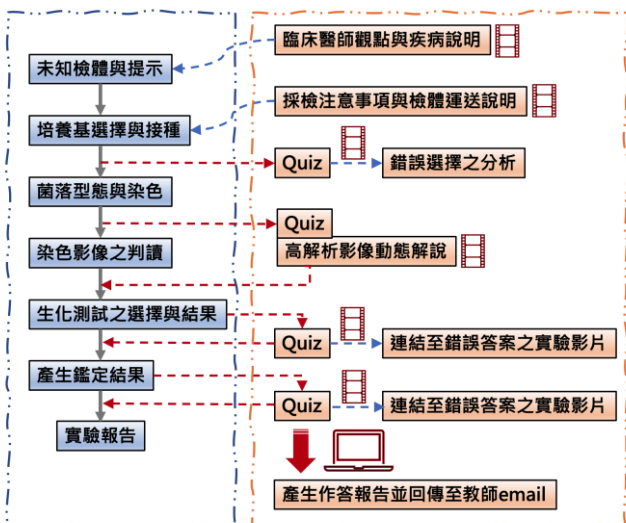 臨床醫師觀點與疾病說明
未知檢體與提示
採檢注意事項與檢體運送說明
培養基選擇與接種
Quiz
錯誤選擇之分析
菌落型態與染色
Quiz
染色影像之判讀
高解析影像動態解說
生化測試之選擇與結果
Quiz
連結至錯誤答案之實驗影片
產生鑑定結果
Quiz
連結至錯誤答案之實驗影片
實驗報告
產生作答報告並回傳至教師email